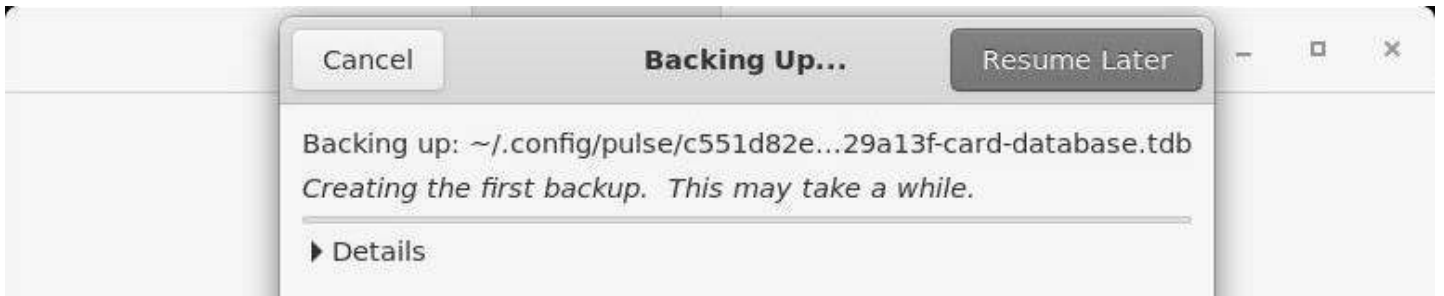 Cancel Backing Up... Resume Later
Backing up: ~/.config/pulse/c551d82e...29a13f-card-database.tdb
Creating the first backup.  This may take a while.
Details